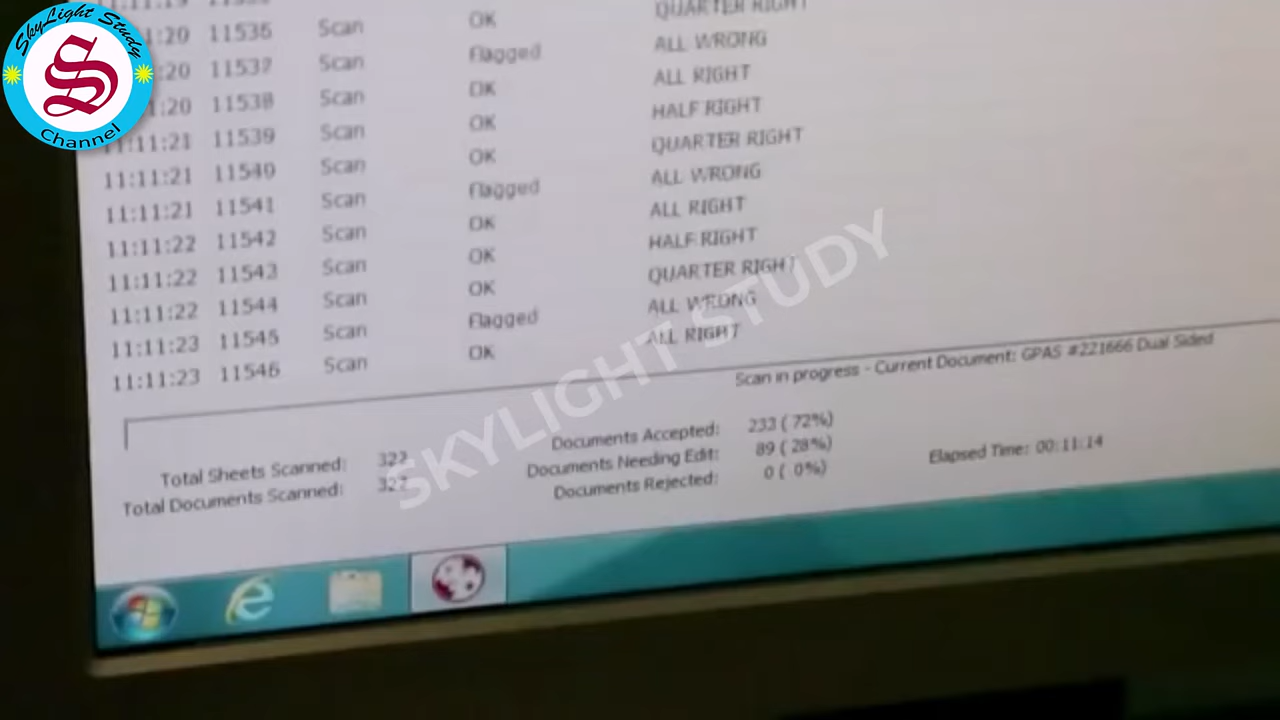 SkyLight Study
S
Channel
QUARTER RIGHT
:20 11536 Scan OK ALL WRONG
:20 11537 Scan Flagged ALL RIGHT
1:20 11538 Scan OK HALF RIGHT
11:11:21 11539 Scan OK QUARTER RIGHT
11:11:21 11540 Scan OK ALL WRONG
11:11:21 11541 Scan Flagged ALL RIGHT
11:11:22 11542 Scan OK HALF RIGHT
11:11:22 11543 Scan OK QUARTER RIGHT
11:11:22 11544 Scan OK ALL WRONG
11:11:23 11545 Scan Flagged ALL RIGHT
11:11:23 11546 Scan OK
SKYLIGHT STUDY
Scan in progress - Current Document: GPAS #221666 Dual Sided
Total Sheets Scanned: 322 Documents Accepted: 233 ( 72%)
Total Documents Scanned: 322 Documents Needing Edit: 89 ( 28%) Elapsed Time: 00:11:14
Documents Rejected: 0 ( 0%)